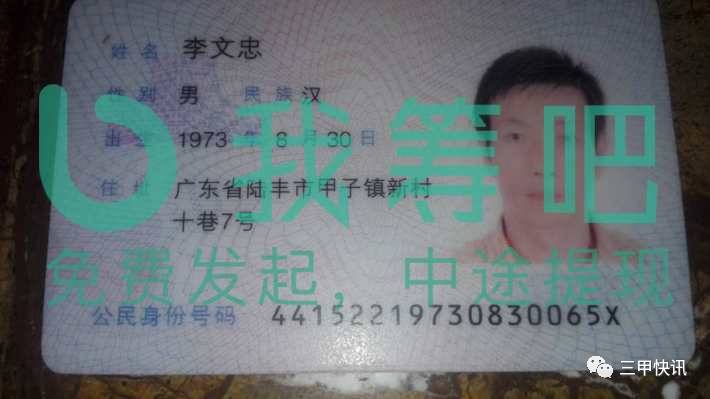 姓名 李文忠
性别 男 民族 汉
出生 1973 年 8 月 30 日
我筹吧
住址 广东省陆丰市甲子镇新村
十巷7号
免费发起，中途提现
公民身份号码 44152219730830065X
三甲快讯